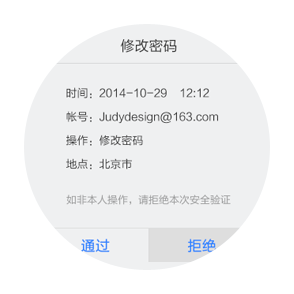 修改密码
时间：2014-10-29 12:12
帐号：Judydesign@163.com
操作：修改密码
地点：北京市
如非本人操作，请拒绝本次安全验证
通过 拒绝